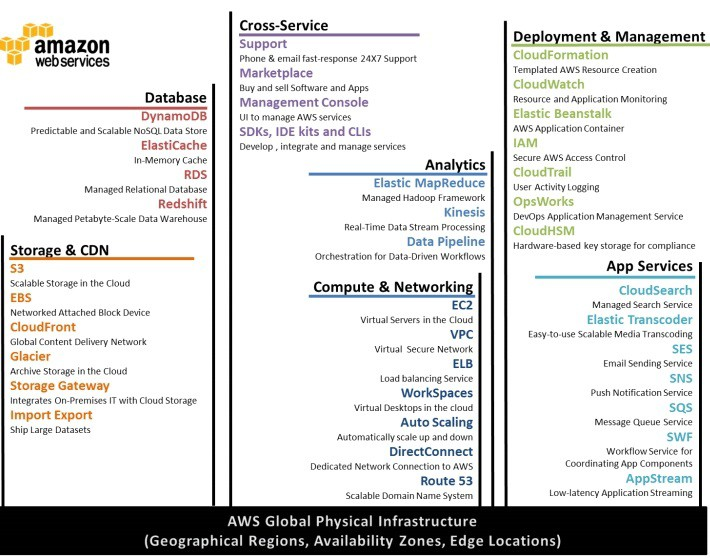 amazon
webservices
Database
DynamoDB
Predictable and Scalable NoSQL Data Store
ElastiCache
In-Memory Cache
RDS
Managed Relational Database
Redshift
Managed Petabyte-Scale Data Warehouse
Storage & CDN
S3
Scalable Storage in the Cloud
EBS
Networked Attached Block Device
CloudFront
Global Content Delivery Network
Glacier
Archive Storage in the Cloud
Storage Gateway
Integrates On-Premises IT with Cloud Storage
Import Export
Ship Large Datasets
Cross-Service
Support
Phone & email fast-response 24X7 Support
Marketplace
Buy and sell Software and Apps
Management Console
UI to manage AWS services
SDKs, IDE kits and CLIs
Develop , integrate and manage services
Analytics
Elastic MapReduce
Managed Hadoop Framework
Kinesis
Real-Time Data Stream Processing
Data Pipeline
Orchestration for Data-Driven Workflows
Compute & Networking
EC2
Virtual Servers in the Cloud
VPC
Virtual Secure Network
ELB
Load balancing Service
WorkSpaces
Virtual Desktops in the cloud
Auto Scaling
Automatically scale up and down
DirectConnect
Dedicated Network Connection to AWS
Route 53
Scalable Domain Name System
Deployment & Management
CloudFormation
Templated AWS Resource Creation
CloudWatch
Resource and Application Monitoring
Elastic Beanstalk
AWS Application Container
IAM
Secure AWS Access Control
CloudTrail
User Activity Logging
OpsWorks
DevOps Application Management Service
CloudHSM
Hardware-based key storage for compliance
App Services
CloudSearch
Managed Search Service
Elastic Transcoder
Easy-to-use Scalable Media Transcoding
SES
Email Sending Service
SNS
Push Notification Service
SQS
Message Queue Service
SWF
Workflow Service for
Coordinating App Components
AppStream
Low-latency Application Streaming
AWS Global Physical Infrastructure
(Geographical Regions, Availability Zones, Edge Locations)